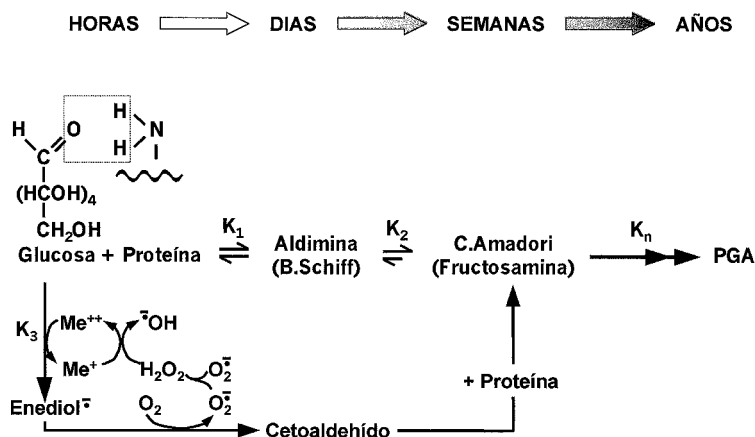 HORAS DIAS SEMANAS AÑOS
H
H O N
C H
(HCOH)4
CH2OH
Glucosa + Proteína K1 Aldimina (B.Schiff) K2 C.Amadori (Fructosamina) Kn PGA
K3 Me++ •̄OH
Me+ H2O2 O2•̄
+ Proteína
Enediol•̄ O2 O2•̄
Cetoaldehído